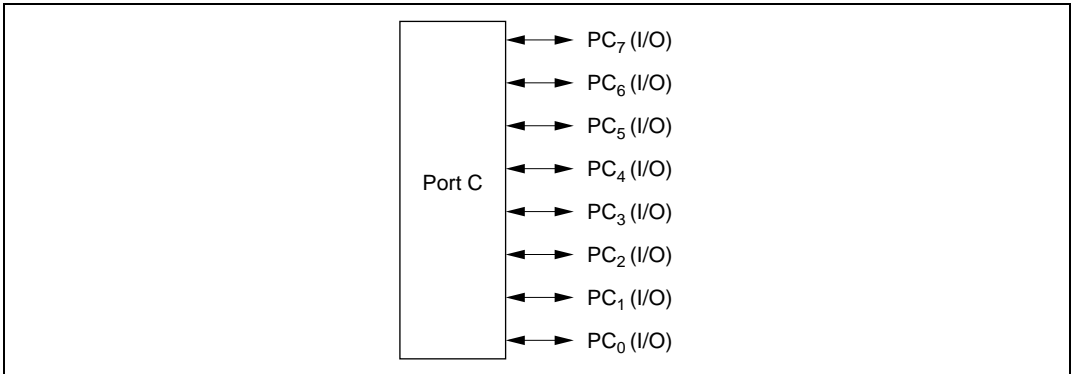 PC₇ (I/O)
PC₆ (I/O)
PC₅ (I/O)
PC₄ (I/O)
Port C
PC₃ (I/O)
PC₂ (I/O)
PC₁ (I/O)
PC₀ (I/O)